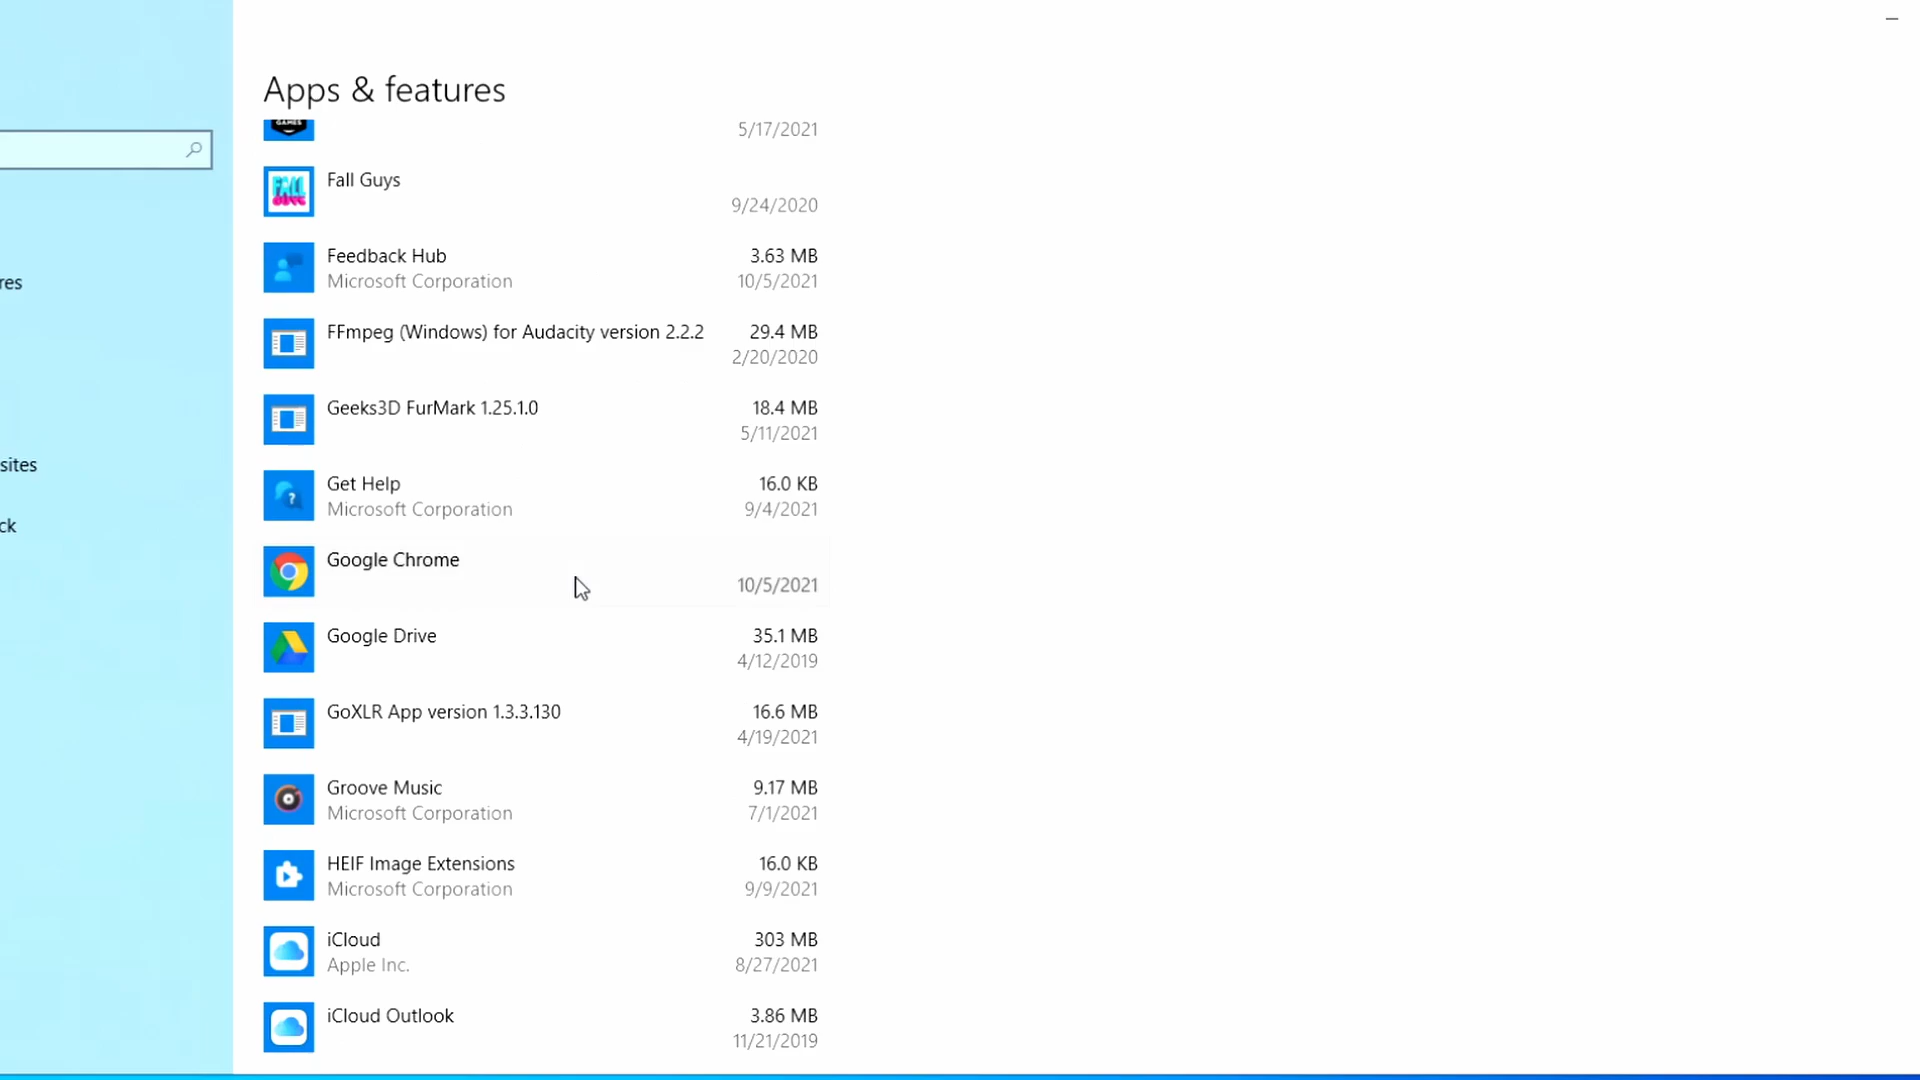 Apps & features
GAMES
5/17/2021
FALL
GUYS
Fall Guys
9/24/2020
res
Feedback Hub
3.63 MB
Microsoft Corporation
10/5/2021
FFmpeg (Windows) for Audacity version 2.2.2
29.4 MB
2/20/2020
Geeks3D FurMark 1.25.1.0
18.4 MB
5/11/2021
sites
Get Help
16.0 KB
Microsoft Corporation
9/4/2021
ck
Google Chrome
10/5/2021
Google Drive
35.1 MB
4/12/2019
GoXLR App version 1.3.3.130
16.6 MB
4/19/2021
Groove Music
9.17 MB
Microsoft Corporation
7/1/2021
HEIF Image Extensions
16.0 KB
Microsoft Corporation
9/9/2021
iCloud
303 MB
Apple Inc.
8/27/2021
iCloud Outlook
3.86 MB
11/21/2019